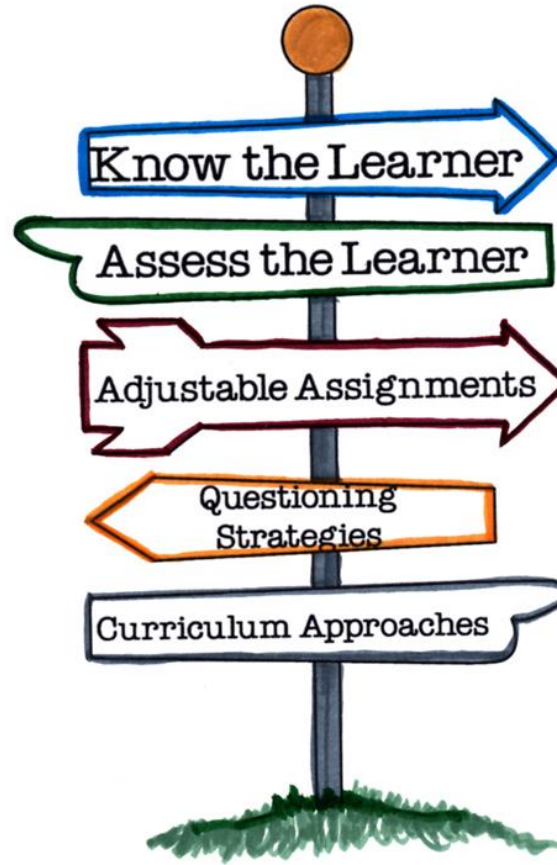 Know the Learner
Assess the Learner
Adjustable Assignments
Questioning
Strategies
Curriculum Approaches